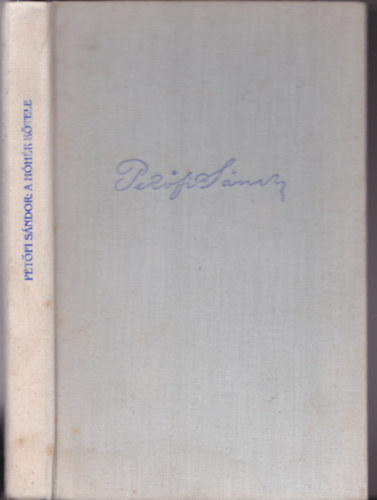 PETŐFI SÁNDOR: A HÓHÉR KÖTELE
Petőfi Sándor